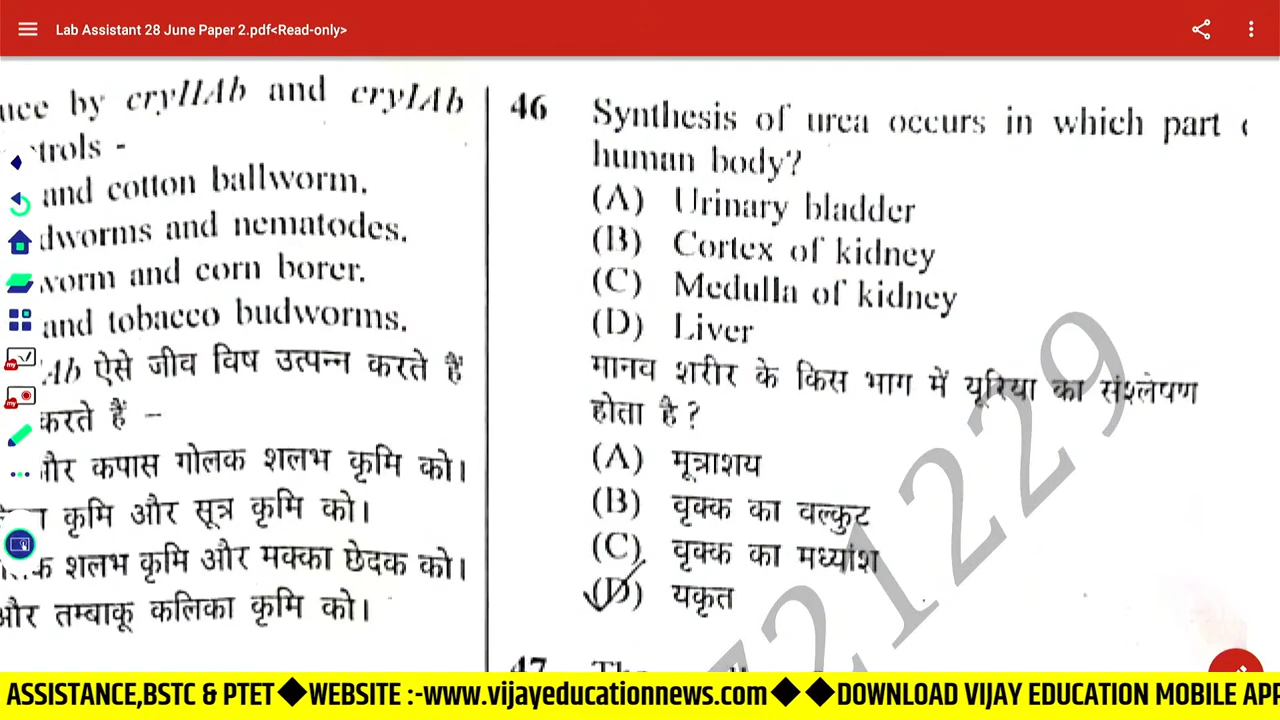 Lab Assistant 28 June Paper 2.pdf<Read-only>
by cryIIAb and cryIAb
trols -
and cotton ballworm.
dworms and nematodes.
worm and corn borer.
and tobacco budworms.
Ab ऐसे जीव विष उत्पन्न करते हैं
करते हैं –
और कपास गोलक शलभ कृमि को।
कृमि और सूत्र कृमि को।
शलभ कृमि और मक्का छेदक को।
और तम्बाकू कलिका कृमि को।
46 Synthesis of urea occurs in which part
human body?
(A) Urinary bladder
(B) Cortex of kidney
(C) Medulla of kidney
(D) Liver
मानव शरीर के किस भाग में यूरिया का संश्लेषण
होता है?
(A) मूत्राशय
(B) वृक्क का वल्कुट
(C) वृक्क का मध्यांश
(D) यकृत
47
21229
ASSISTANCE,BSTC & PTET◆WEBSITE :-www.vijayeducationnews.com◆ ◆DOWNLOAD VIJAY EDUCATION MOBILE APP